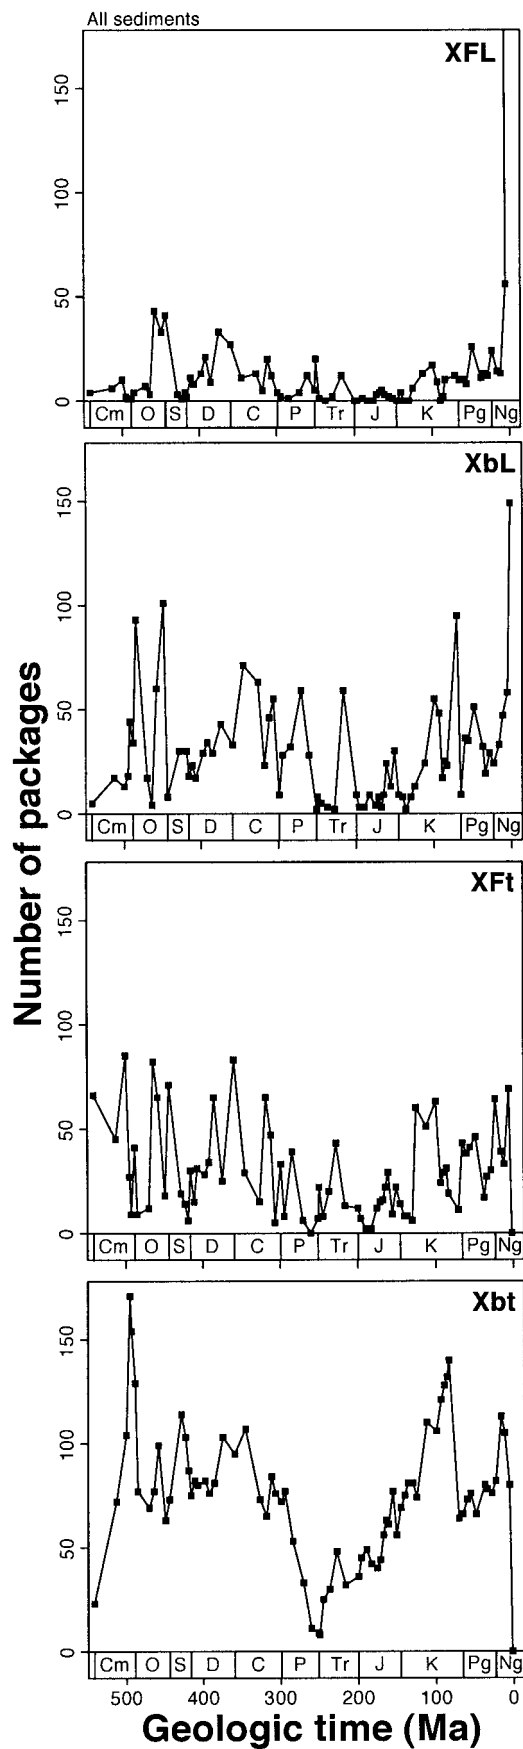 All sediments
XFL
150
100
50
0
Cm O S D C P Tr J K Pg Ng
XbL
150
100
50
0
Cm O S D C P Tr J K Pg Ng
Number of packages
XFt
150
100
50
0
Cm O S D C P Tr J K Pg Ng
Xbt
150
100
50
0
Cm O S D C P Tr J K Pg Ng
500 400 300 200 100 0
Geologic time (Ma)